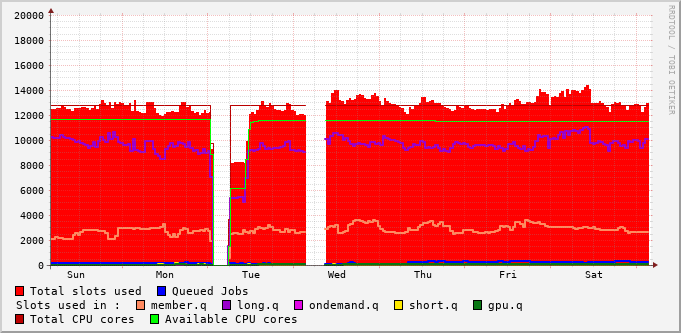 RRDTOOL / TOBI OETIKER
20000
18000
16000
14000
12000
10000
8000
6000
4000
2000
0
Sun Mon Tue Wed Thu Fri Sat
Total slots used Queued Jobs
Slots used in : member.q long.q ondemand.q short.q gpu.q
Total CPU cores Available CPU cores